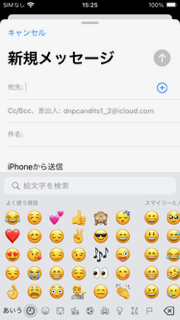 SIMなし 15:25 100%
キャンセル
新規メッセージ
宛先:
Cc/Bcc、差出人: dnpcandits1_2@icloud.com
件名:
iPhoneから送信
絵文字を検索
よく使う項目 スマイリーと人
あいう